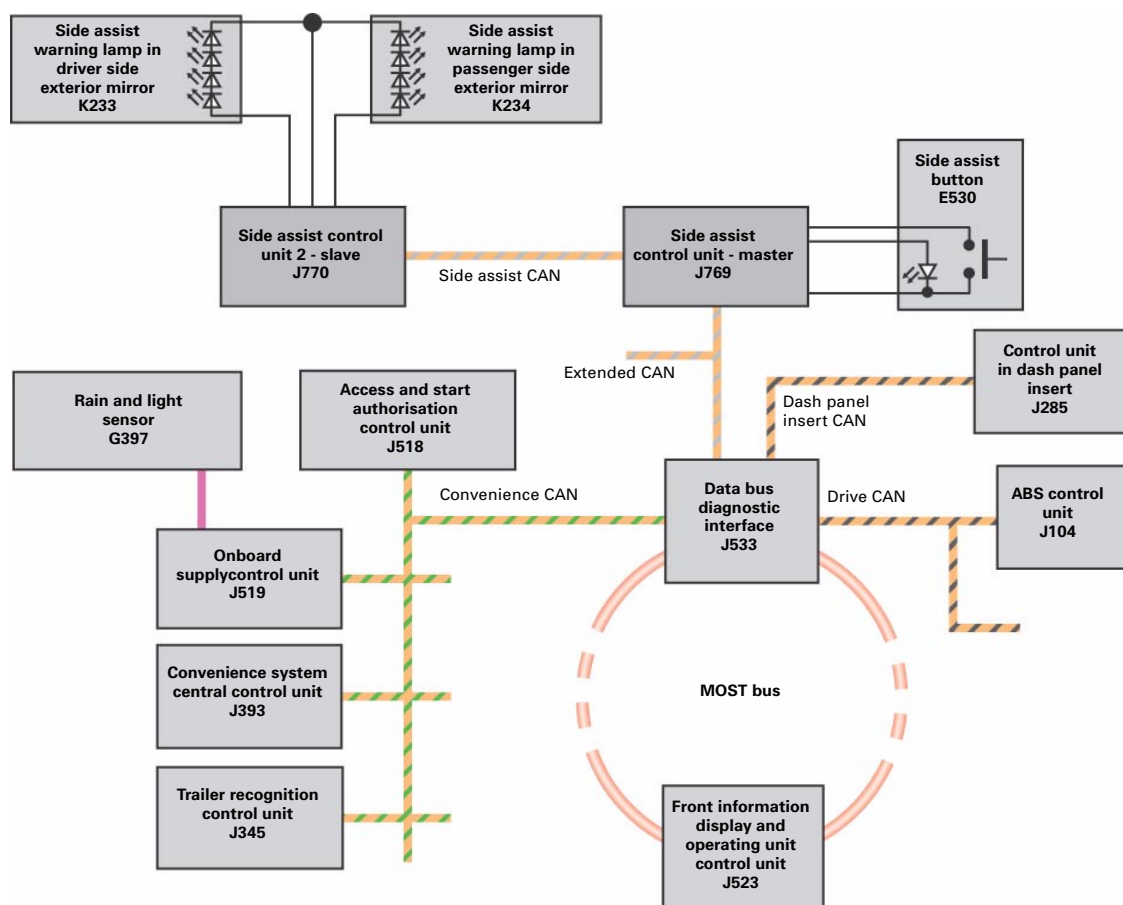 Side assist
warning lamp in
driver side
exterior mirror
K233
Side assist
warning lamp in
passenger side
exterior mirror
K234
Side assist
button
E530
Side assist control
unit 2 - slave
J770
Side assist CAN
Side assist
control unit - master
J769
Extended CAN
Control unit
in dash panel
insert
J285
Dash panel
insert CAN
Rain and light
sensor
G397
Access and start
authorisation
control unit
J518
Convenience CAN
Data bus
diagnostic
interface
J533
Drive CAN
ABS control
unit
J104
Onboard
supplycontrol unit
J519
Convenience system
central control unit
J393
MOST bus
Trailer recognition
control unit
J345
Front information
display and
operating unit
control unit
J523